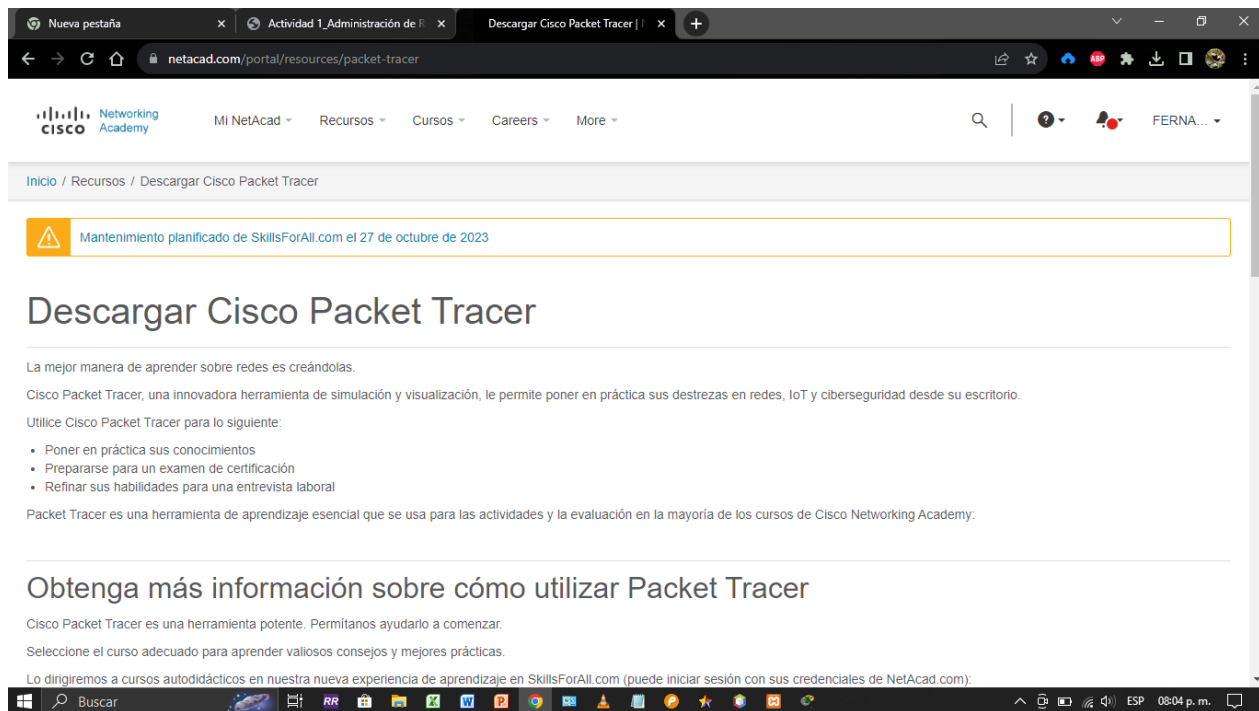 Nueva pestaña
Actividad 1_Administración de R
Descargar Cisco Packet Tracer |
netacad.com/portal/resources/packet-tracer
ABP
CISCO Networking Academy
Mi NetAcad
Recursos
Cursos
Careers
More
?
FERNA...
Inicio / Recursos / Descargar Cisco Packet Tracer
Mantenimiento planificado de SkillsForAll.com el 27 de octubre de 2023
Descargar Cisco Packet Tracer
La mejor manera de aprender sobre redes es creándolas.
Cisco Packet Tracer, una innovadora herramienta de simulación y visualización, le permite poner en práctica sus destrezas en redes, IoT y ciberseguridad desde su escritorio.
Utilice Cisco Packet Tracer para lo siguiente:
• Poner en práctica sus conocimientos
• Prepararse para un examen de certificación
• Refinar sus habilidades para una entrevista laboral
Packet Tracer es una herramienta de aprendizaje esencial que se usa para las actividades y la evaluación en la mayoría de los cursos de Cisco Networking Academy:
Obtenga más información sobre cómo utilizar Packet Tracer
Cisco Packet Tracer es una herramienta potente. Permítanos ayudarlo a comenzar.
Seleccione el curso adecuado para aprender valiosos consejos y mejores prácticas.
Lo dirigiremos a cursos autodidácticos en nuestra nueva experiencia de aprendizaje en SkillsForAll.com (puede iniciar sesión con sus credenciales de NetAcad.com):
Buscar
RR
ESP
08:04 p. m.